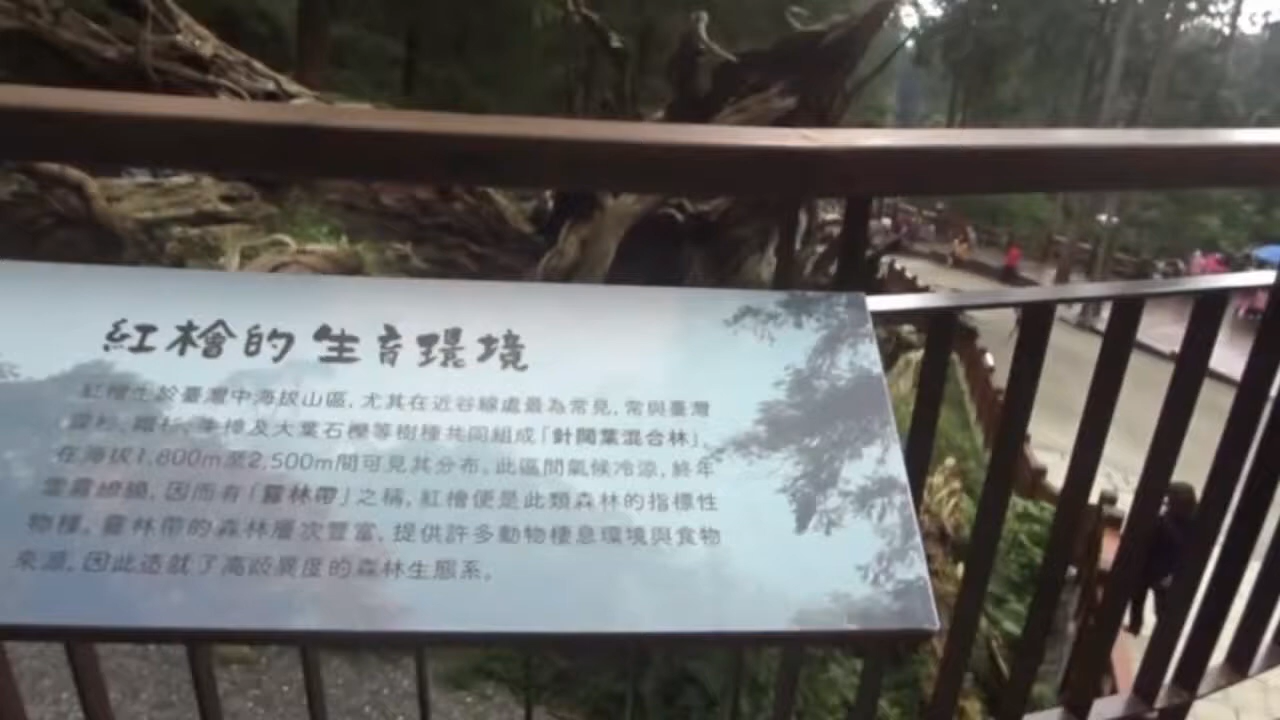 紅檜的生育環境
紅檜生於臺灣中海拔山區，尤其在近谷線處最為常見，常與臺灣
雲杉、鐵杉、牛樟及大葉石櫟等樹種共同組成「針闊葉混合林」，
在海拔1,800m至2,500m間可見其分布，此區間氣候冷涼，終年
雲霧繚繞，因而有「霧林帶」之稱，紅檜便是此類森林的指標性
物種。霧林帶的森林層次豐富，提供許多動物棲息環境與食物
來源，因此造就了高歧異度的森林生態系。